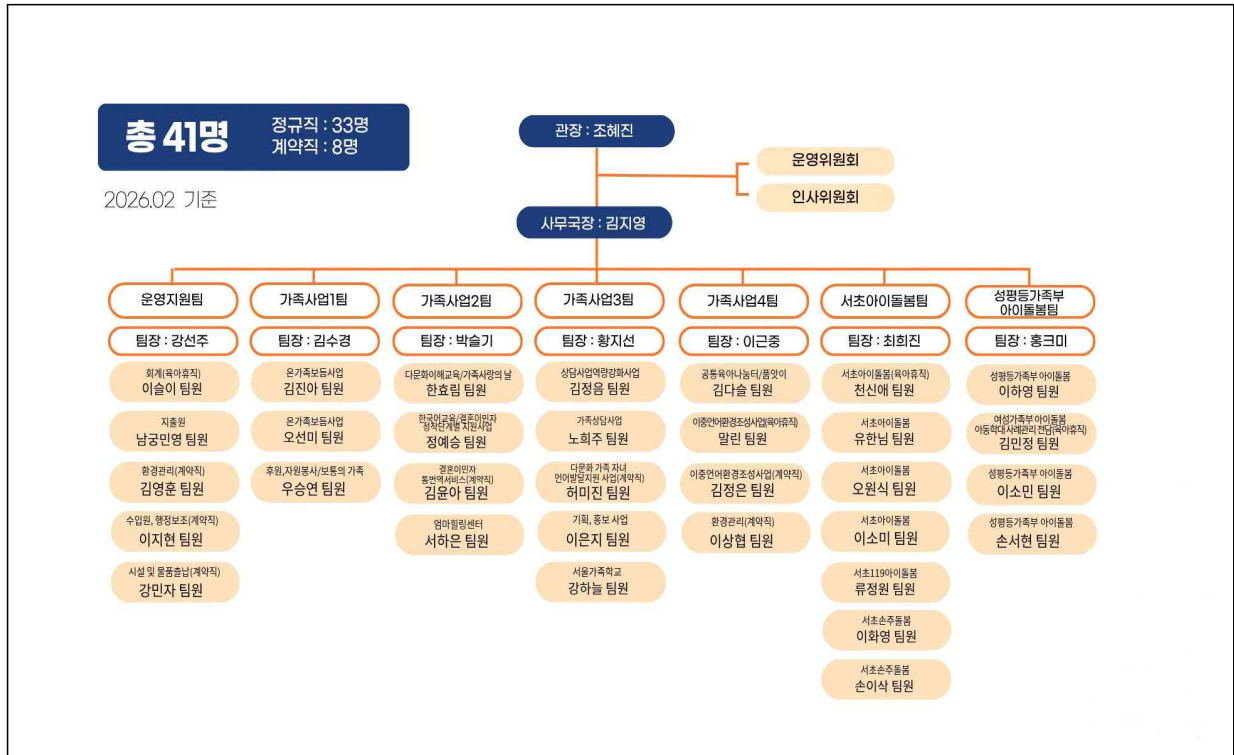 총 41명
정규직 : 33명
계약직 : 8명
2026.02 기준
관장 : 조혜진
운영위원회
인사위원회
사무국장 : 김지영
운영지원팀
팀장 : 강선주
회계(육아휴직)
이슬이 팀원
지출원
남궁민영 팀원
환경관리(계약직)
김영훈 팀원
수입원, 행정보조(계약직)
이지현 팀원
시설 및 물품출납(계약직)
강민자 팀원
가족사업1팀
팀장 : 김수경
온가족보듬사업
김진아 팀원
온가족보듬사업
오선미 팀원
후원,자원봉사/보통의 가족
우승연 팀원
가족사업2팀
팀장 : 박슬기
다문화이해교육/가족사랑의 날
한효림 팀원
한국어교육/결혼이민자
정착단계별 지원사업
정예승 팀원
결혼이민자
통번역서비스(계약직)
김윤아 팀원
엄마힐링센터
서하은 팀원
가족사업3팀
팀장 : 황지선
상담사업역량강화사업
김정음 팀원
가족상담사업
노희주 팀원
다문화 가족 자녀
언어발달지원 사업(계약직)
허미진 팀원
기획, 홍보 사업
이은지 팀원
서울가족학교
강하늘 팀원
가족사업4팀
팀장 : 이근중
공동육아나눔터/품앗이
김다슬 팀원
이중언어환경조성사업(육아휴직)
말린 팀원
이중언어환경조성사업(계약직)
김정은 팀원
환경관리(계약직)
이상협 팀원
서초아이돌봄팀
팀장 : 최희진
서초아이돌봄(육아휴직)
천신애 팀원
서초아이돌봄
유한님 팀원
서초아이돌봄
오원식 팀원
서초아이돌봄
이소미 팀원
서초119아이돌봄
류정원 팀원
서초손주돌봄
이화영 팀원
서초손주돌봄
손이삭 팀원
성평등가족부
아이돌봄팀
팀장 : 홍크미
성평등가족부 아이돌봄
이하영 팀원
여성가족부 아이돌봄
아동학대 사례관리 전담(육아휴직)
김민정 팀원
성평등가족부 아이돌봄
이소민 팀원
성평등가족부 아이돌봄
손서현 팀원